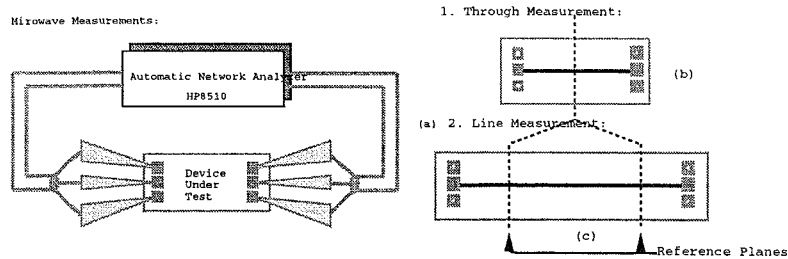 Mirowave Measurements:
Automatic Network Analyzer
HP8510
Device
Under
Test
1. Through Measurement:
(b)
(a) 2. Line Measurement:
(c)
Reference Planes